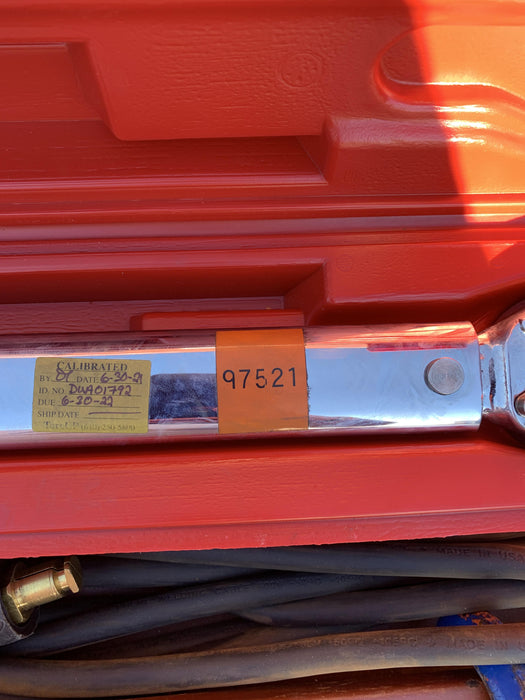 CALIBRATED
BY DATE 6-30-21
ID. NO. DWA01792
DUE 6-30-22
SHIP DATE
97521
MADE IN USA